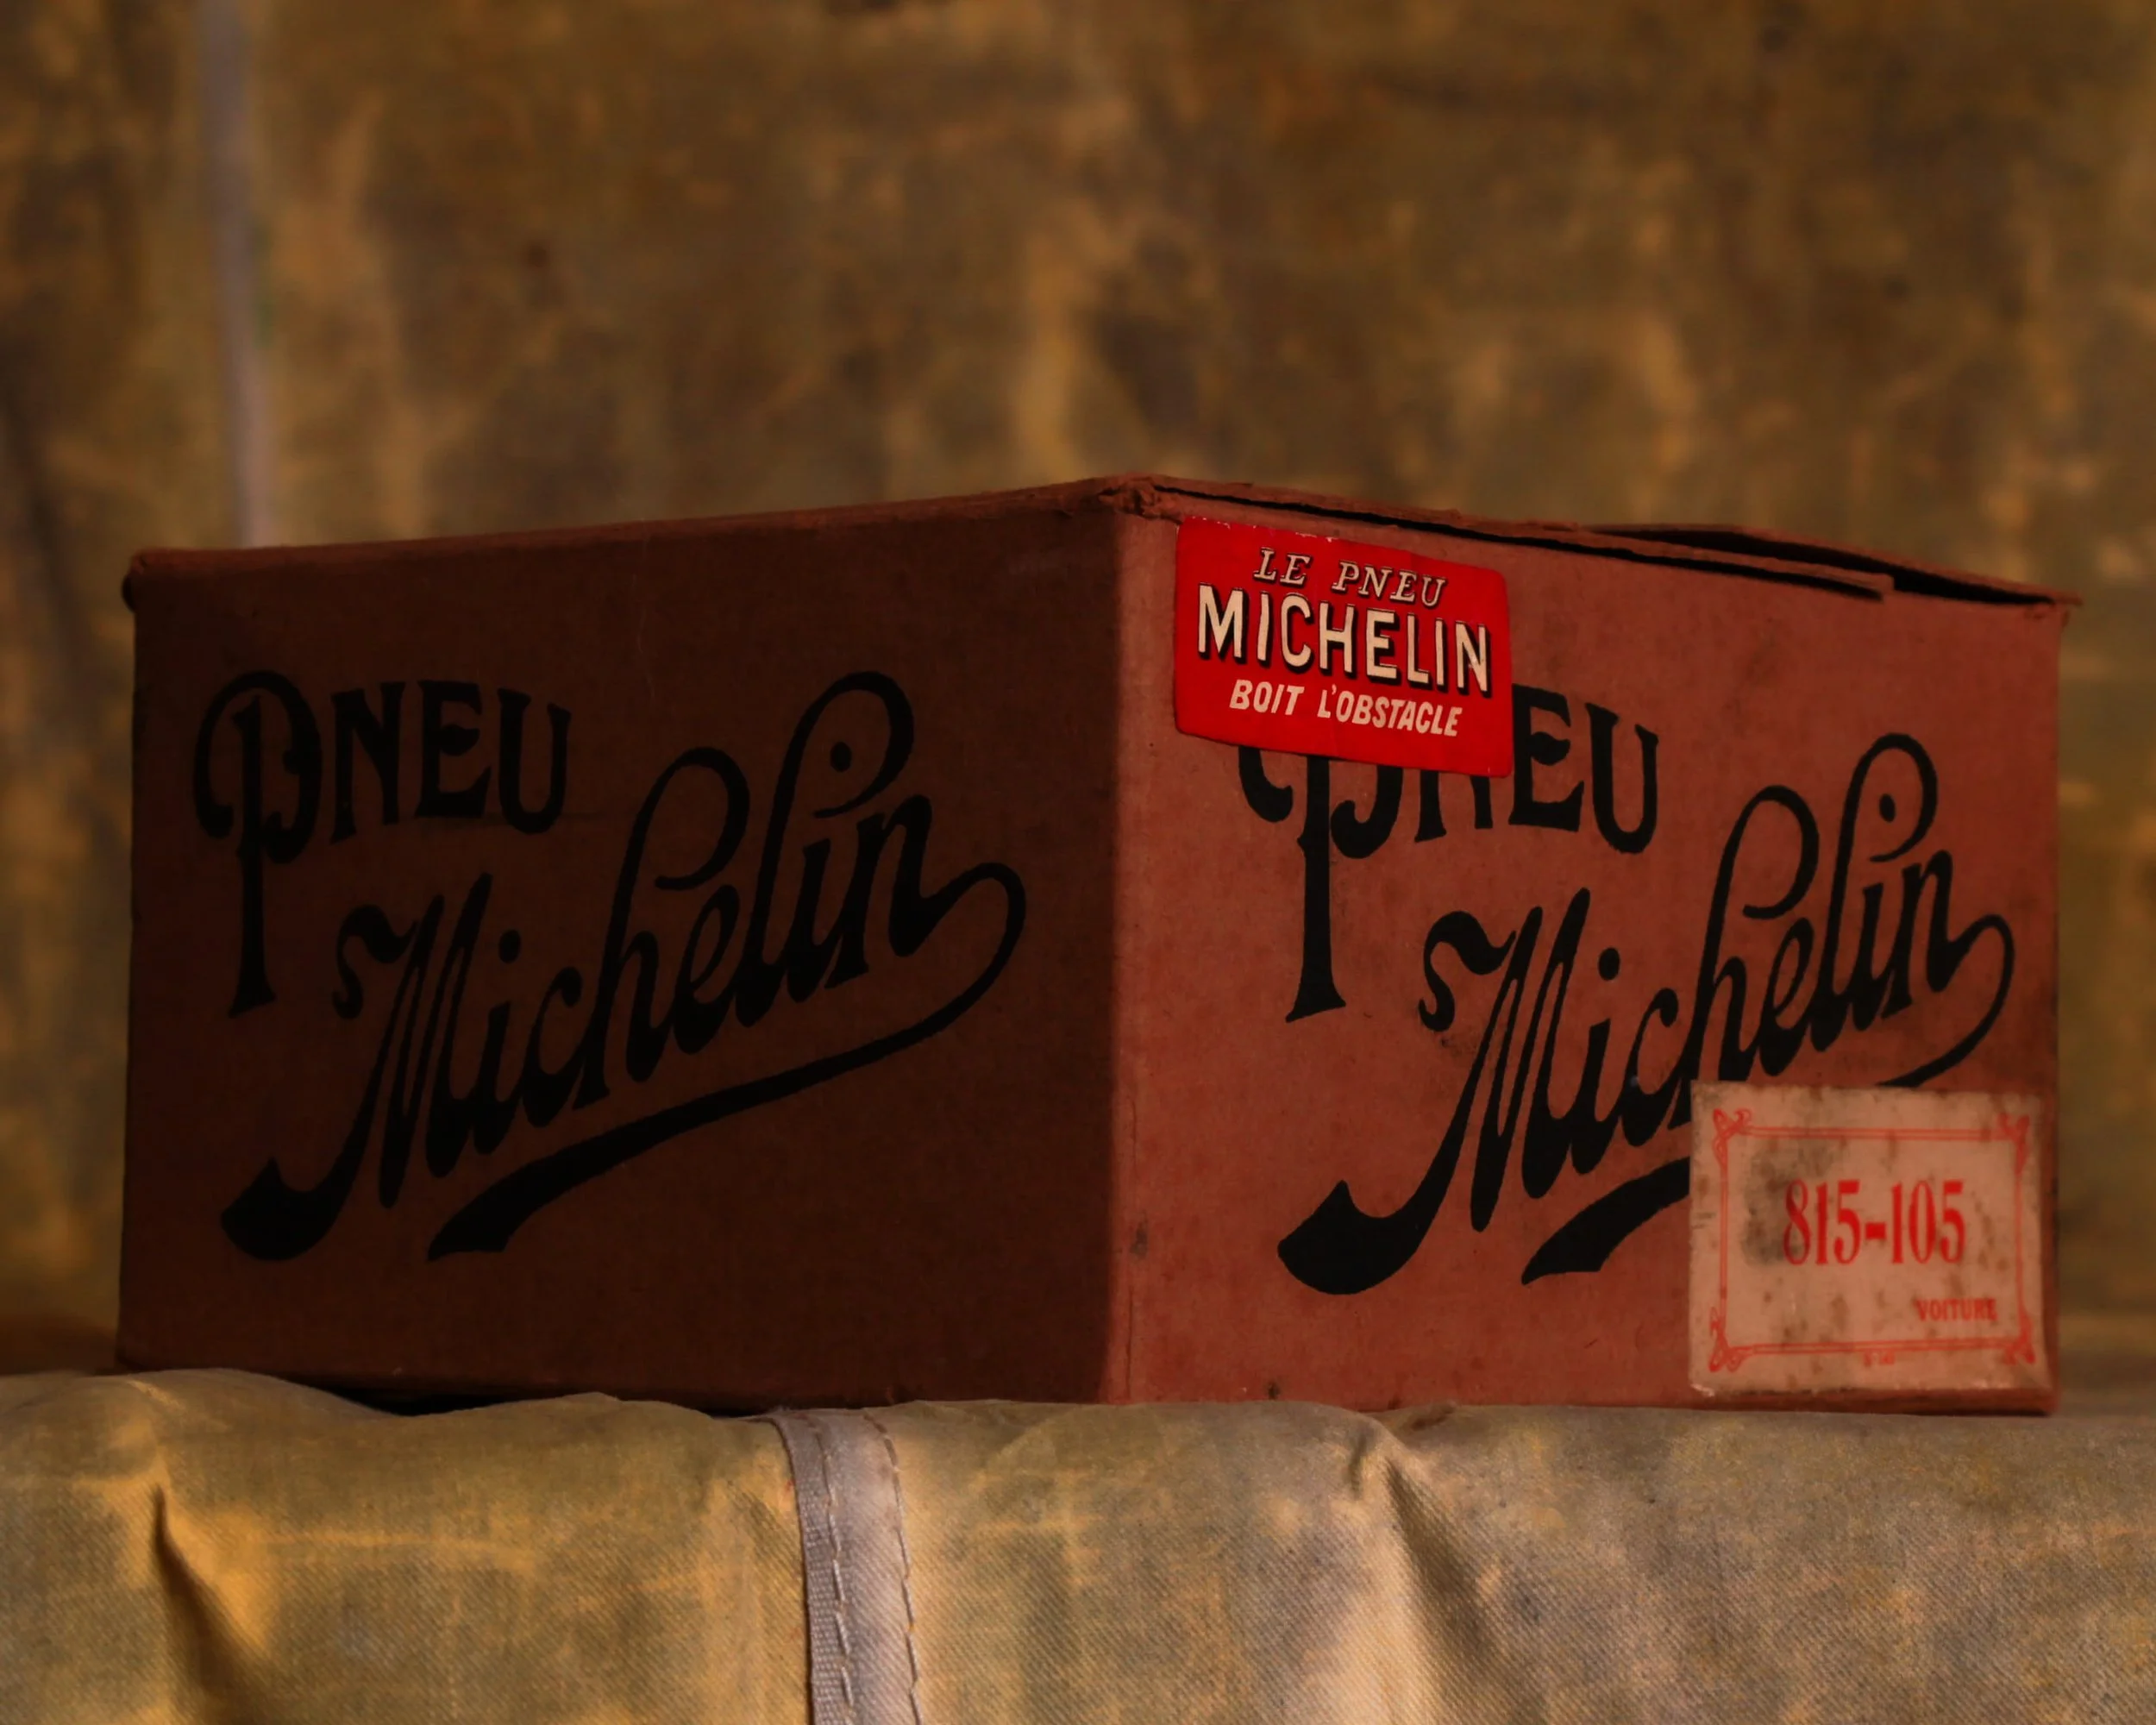 PNEU
Michelin
LE PNEU
MICHELIN
BOIT L'OBSTACLE
PNEU
Michelin
815-105
VOITURE